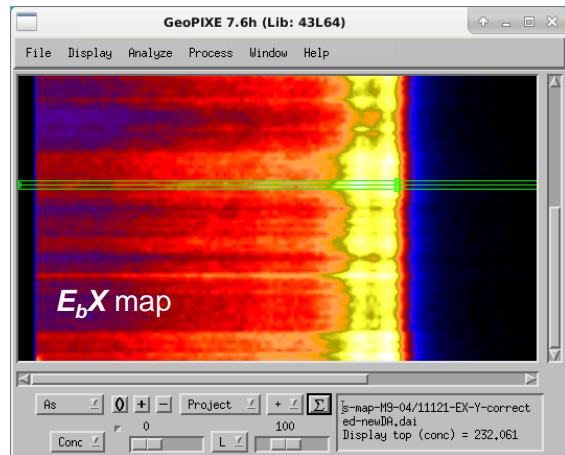 GeoPIXE 7.6h (Lib: 43L64)
File Display Analyze Process Window Help
EbX map
As 0 + − Project + Σ
Conc 0 L 100
s-map-M9-04/11121-EX-Y-correct
ed-newDA.dai
Display top (conc) = 232.061